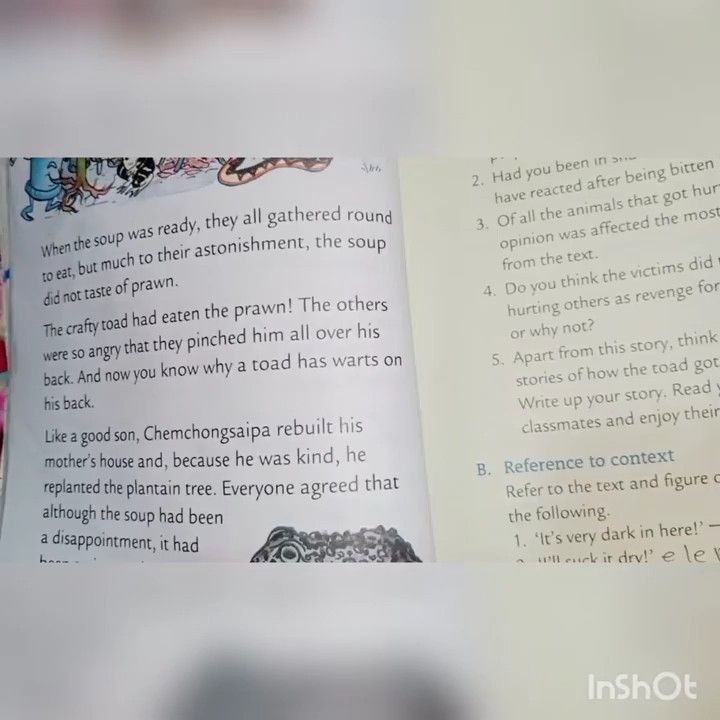 When the soup was ready, they all gathered round
to eat, but much to their astonishment, the soup
did not taste of prawn.
The crafty toad had eaten the prawn! The others
were so angry that they pinched him all over his
back. And now you know why a toad has warts on
his back.
Like a good son, Chemchongsaipa rebuilt his
mother's house and, because he was kind, he
replanted the plantain tree. Everyone agreed that
although the soup had been
a disappointment, it had
2. Had you been in
have reacted after being bitten
3. Of all the animals that got hur
opinion was affected the most
from the text.
4. Do you think the victims did
hurting others as revenge for
or why not?
5. Apart from this story, think
stories of how the toad got
Write up your story. Read
classmates and enjoy their
B. Reference to context
Refer to the text and figure
the following.
1. 'It's very dark in here!'
suck it dry!' e le
InShOt